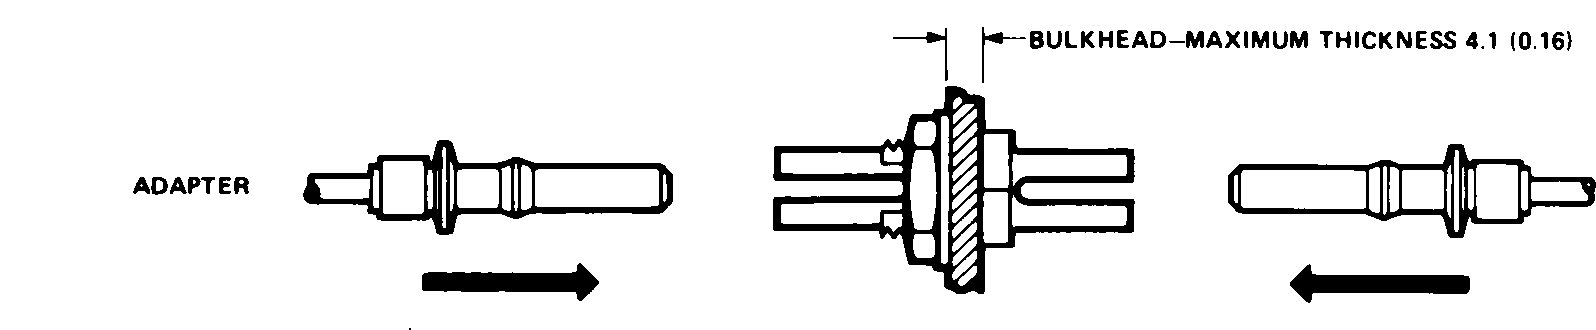 BULKHEAD–MAXIMUM THICKNESS 4.1 (0.16)
ADAPTER